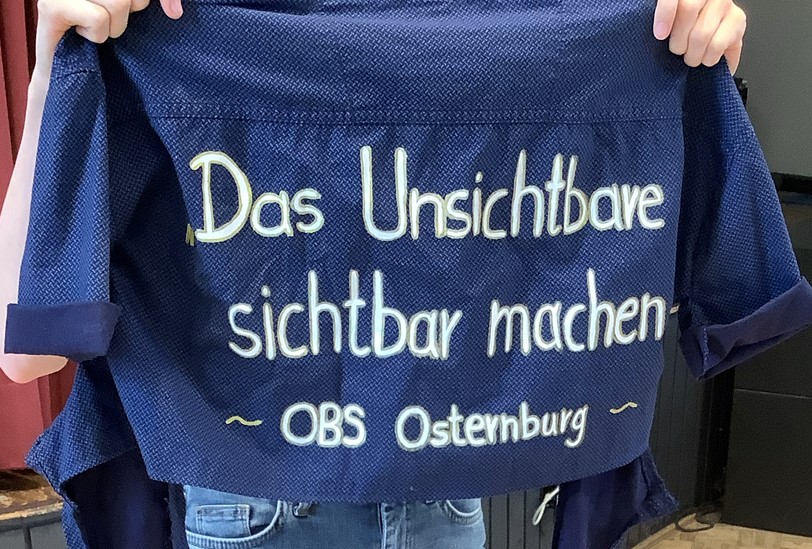 „Das Unsichtbare
sichtbar machen-
~ OBS Osternburg ~